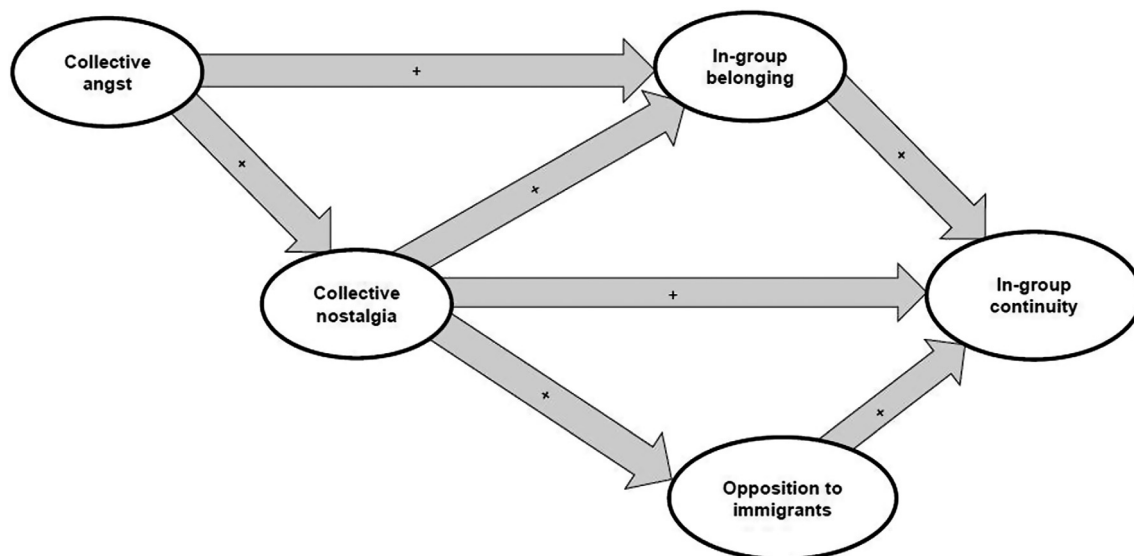 Collective
angst
+
In-group
belonging
+
+
+
Collective
nostalgia
+
In-group
continuity
+
+
Opposition to
immigrants